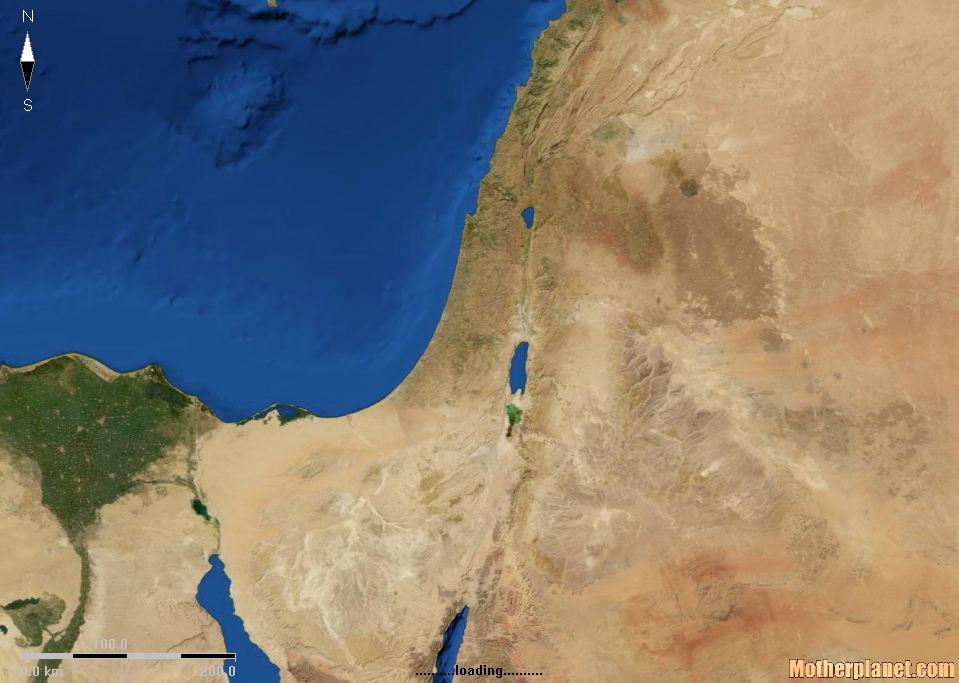 N
S
100.0
0.0 km
200.0
..........loading..........
Motherplanet.com